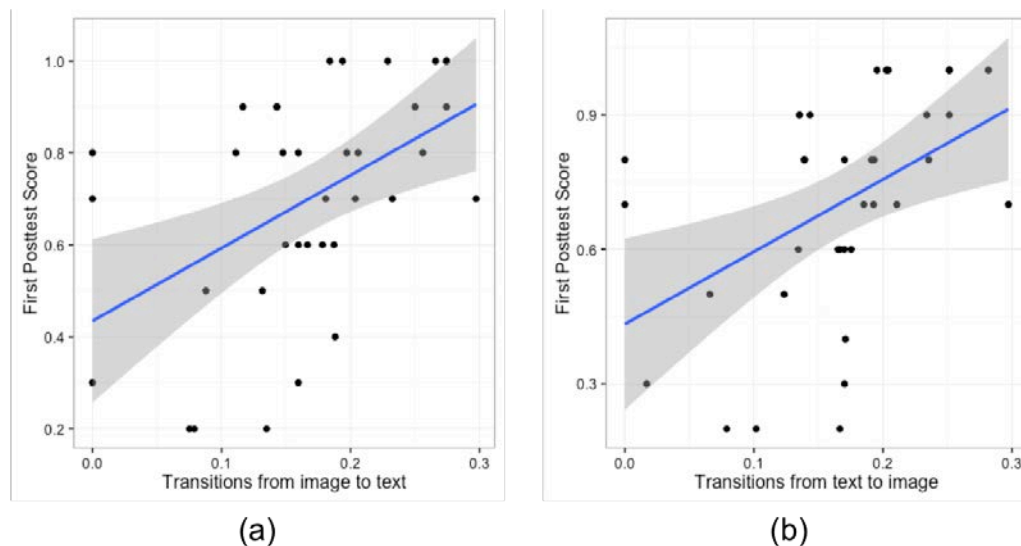 1.0
0.8
0.6
0.4
0.2
First Posttest Score
0.0
0.1
0.2
0.3
Transitions from image to text
(a)
0.9
0.6
0.3
First Posttest Score
0.0
0.1
0.2
0.3
Transitions from text to image
(b)